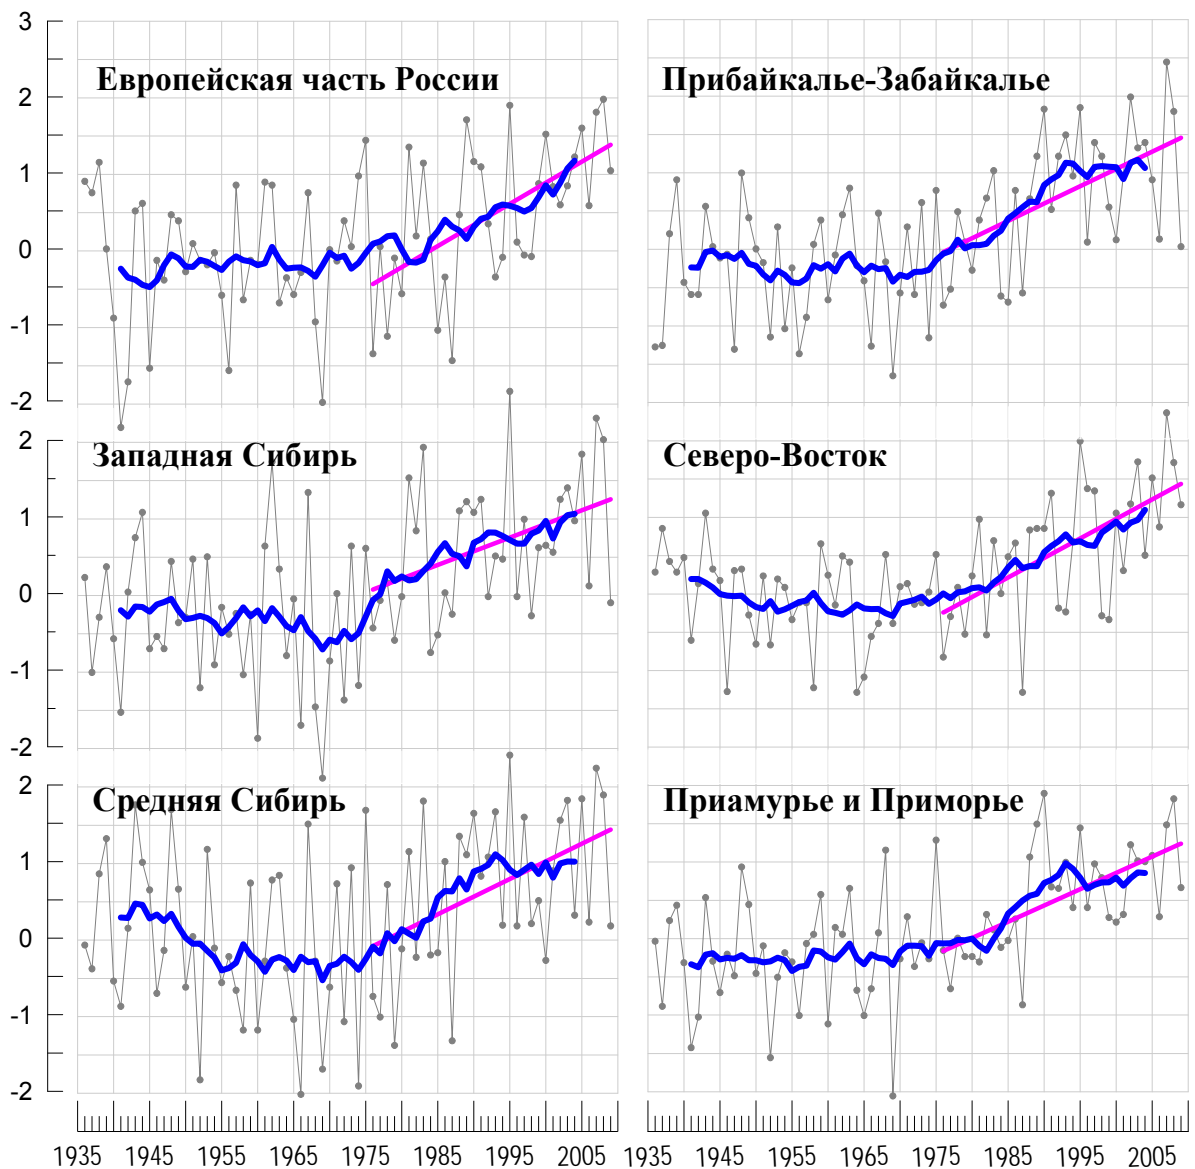 3
Европейская часть России
Прибайкалье-Забайкалье
2
1
0
-1
-2
2
Западная Сибирь
Северо-Восток
1
0
-1
-2
2
Средняя Сибирь
Приамурье и Приморье
1
0
-1
-2
1935 1945 1955 1965 1975 1985 1995 2005
1935 1945 1955 1965 1975 1985 1995 2005